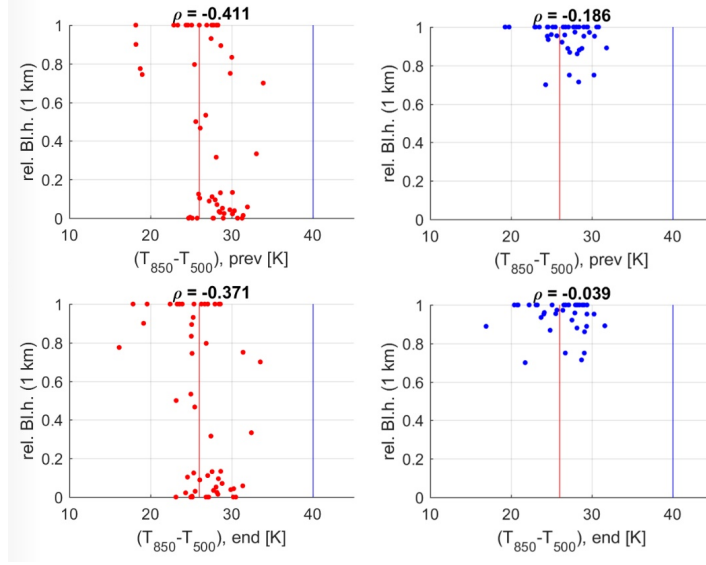 ρ = -0.411
rel. Bl.h. (1 km)
1
0.8
0.6
0.4
0.2
0
10 20 30 40
(T850-T500), prev [K]
ρ = -0.186
rel. Bl.h. (1 km)
1
0.8
0.6
0.4
0.2
0
10 20 30 40
(T850-T500), prev [K]
ρ = -0.371
rel. Bl.h. (1 km)
1
0.8
0.6
0.4
0.2
0
10 20 30 40
(T850-T500), end [K]
ρ = -0.039
rel. Bl.h. (1 km)
1
0.8
0.6
0.4
0.2
0
10 20 30 40
(T850-T500), end [K]